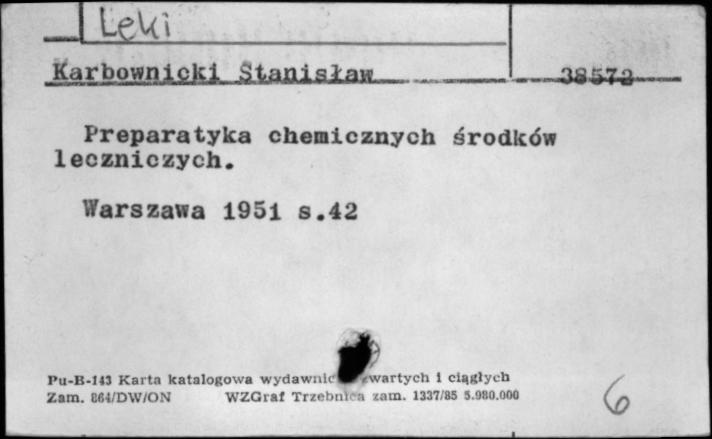 Leki
Karbownicki Stanisław 38572
Preparatyka chemicznych środków
leczniczych.
Warszawa 1951 s.42
Pu-B-143 Karta katalogowa wydawnic wartych i ciągłych
Zam. 864/DW/ON WZGraf Trzebnica zam. 1337/85 5.980.000
6